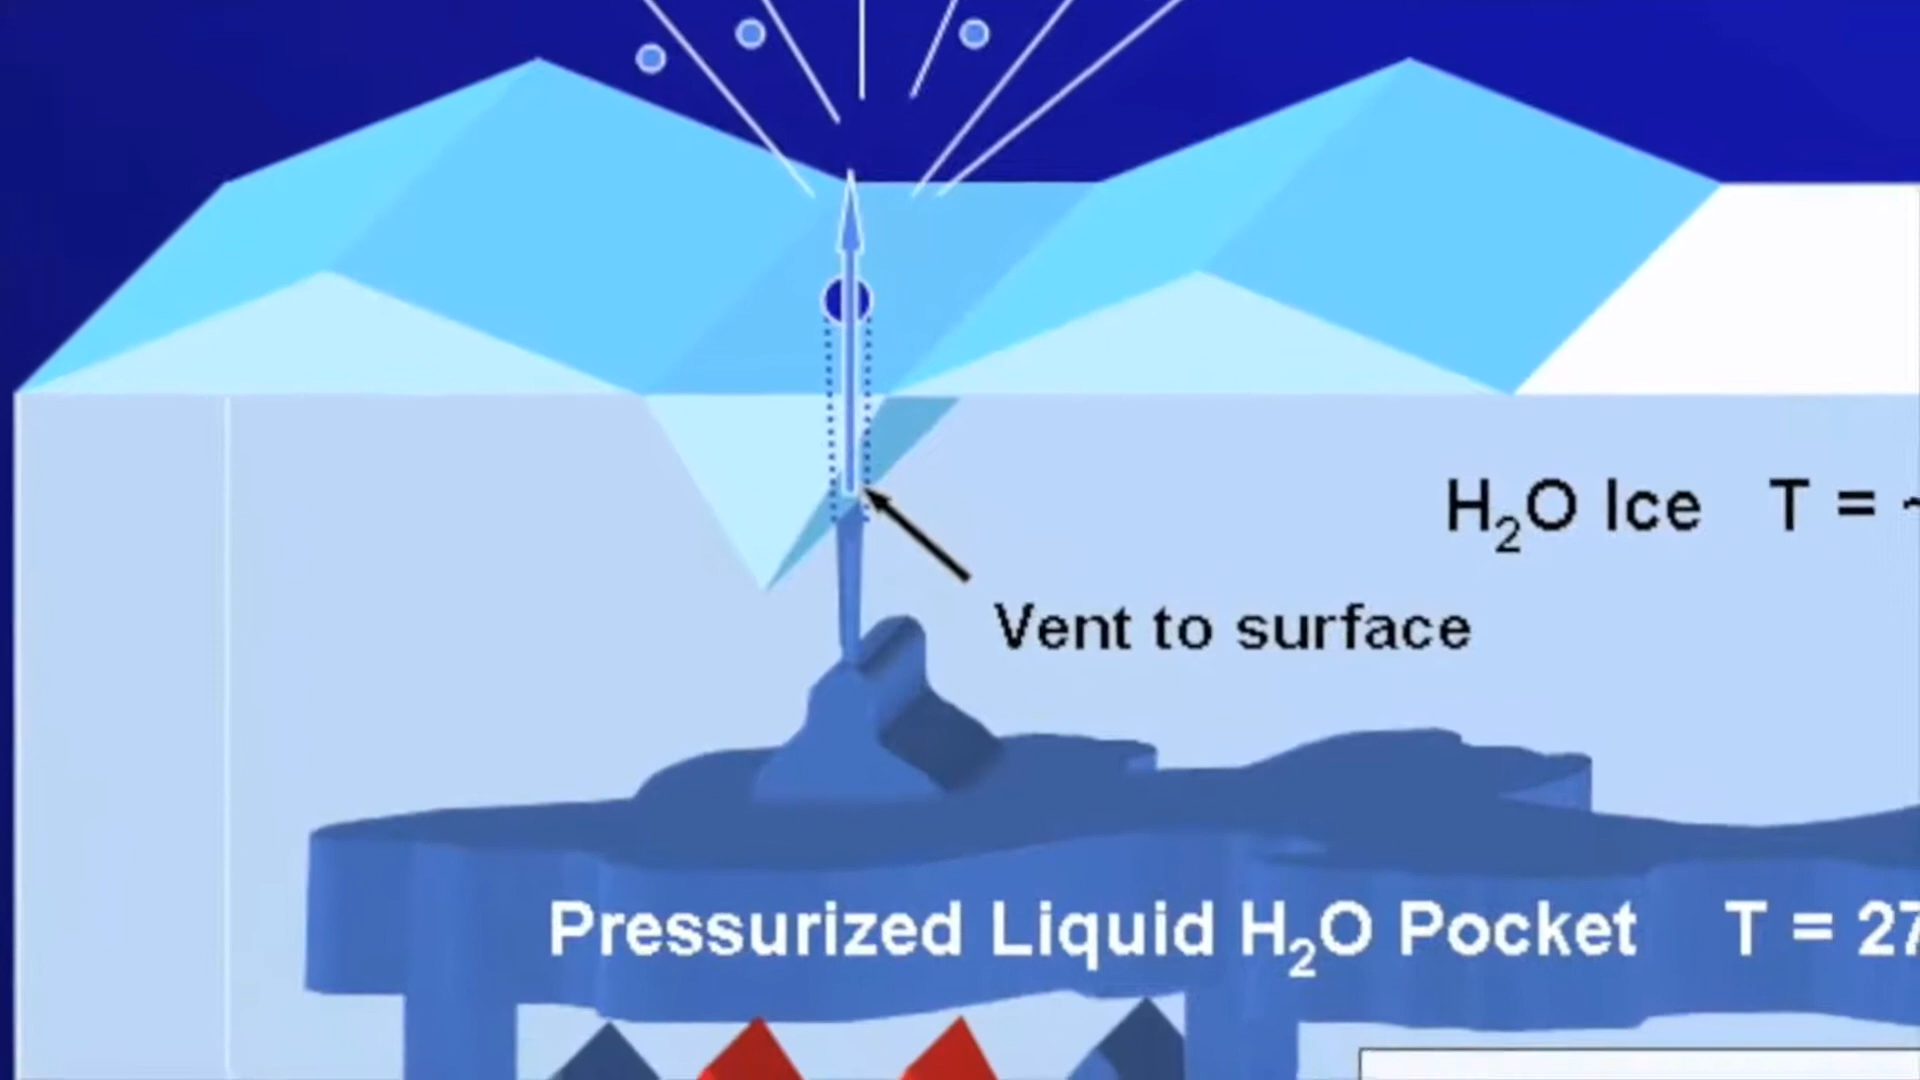 H₂O Ice T = ~
Vent to surface
Pressurized Liquid H₂O Pocket T = 27